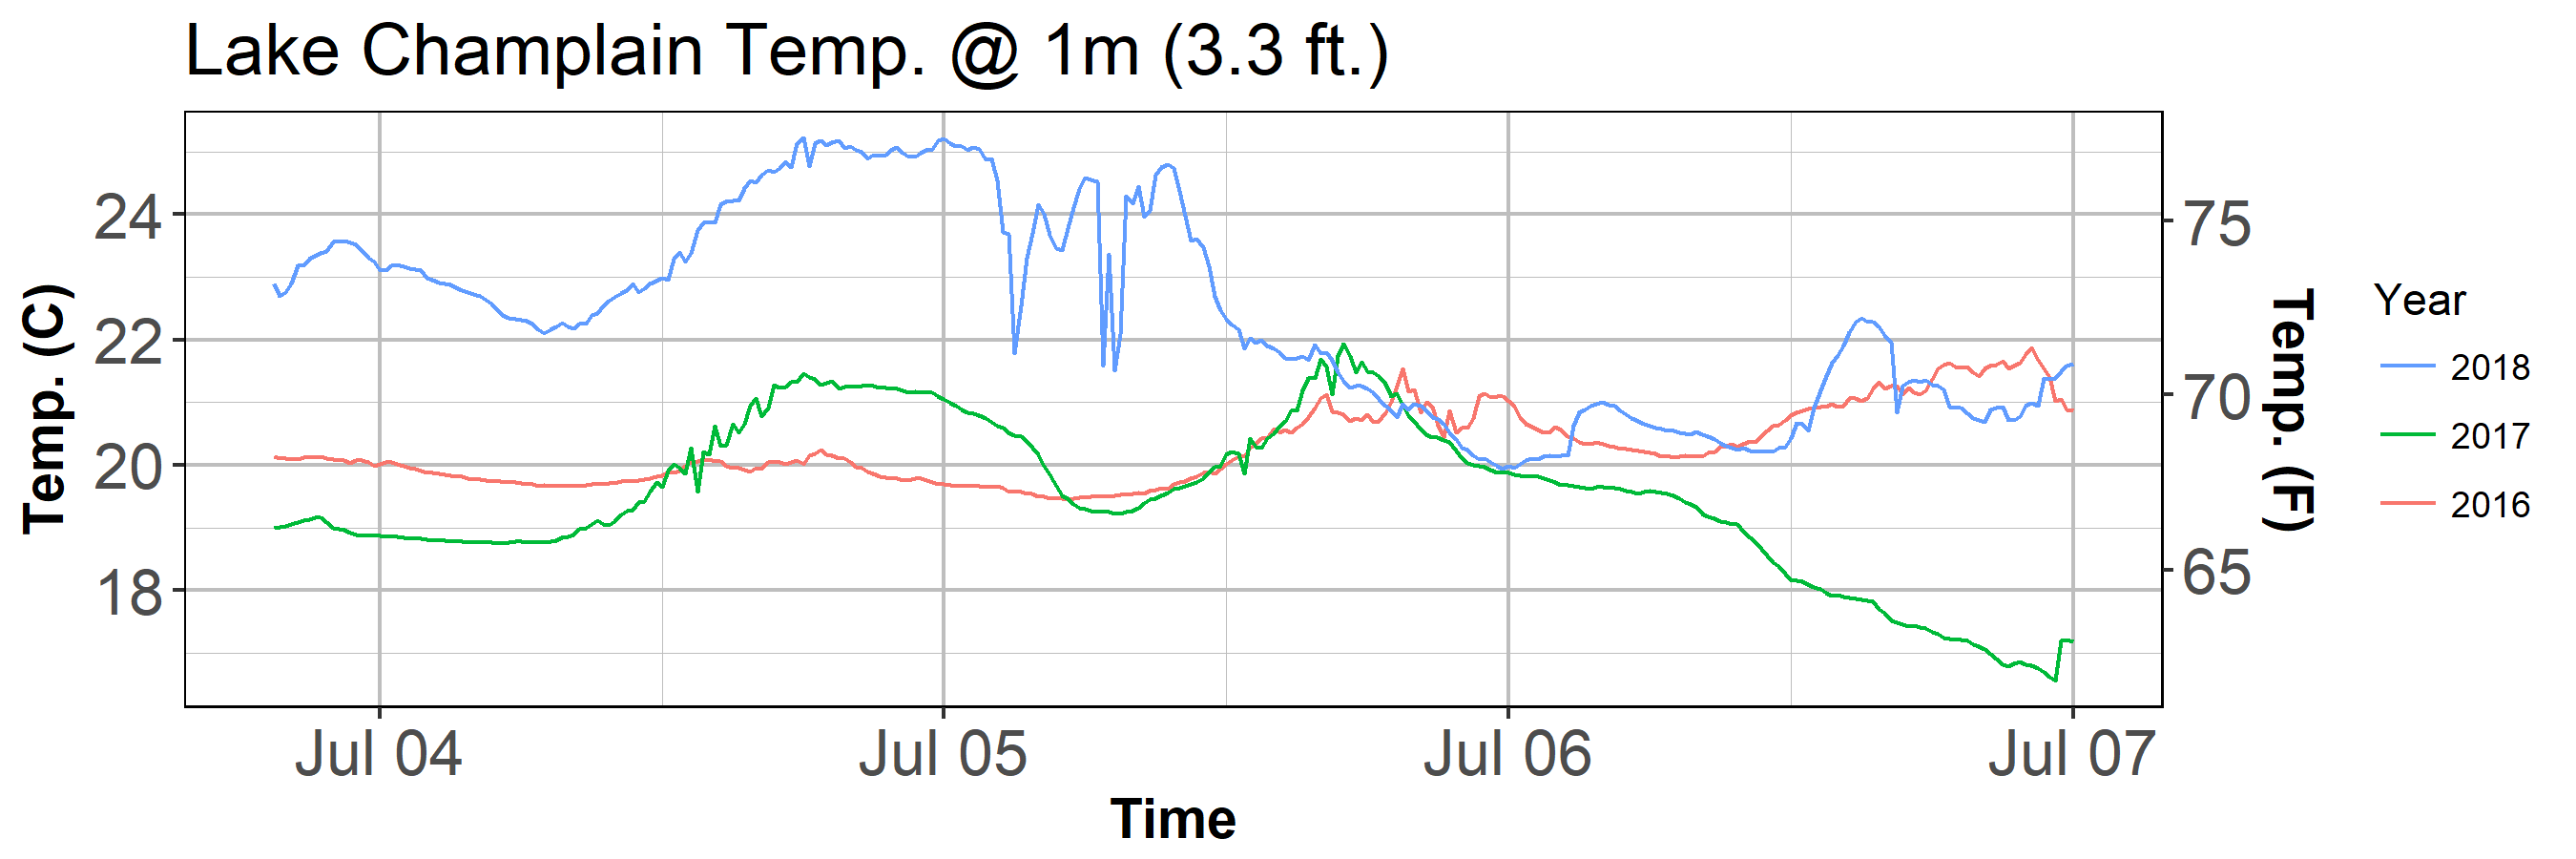 Lake Champlain Temp. @ 1m (3.3 ft.)
Temp. (C)
24
22
20
18
75
70
65
Temp. (F)
Jul 04
Jul 05
Jul 06
Jul 07
Time
Year
2018
2017
2016